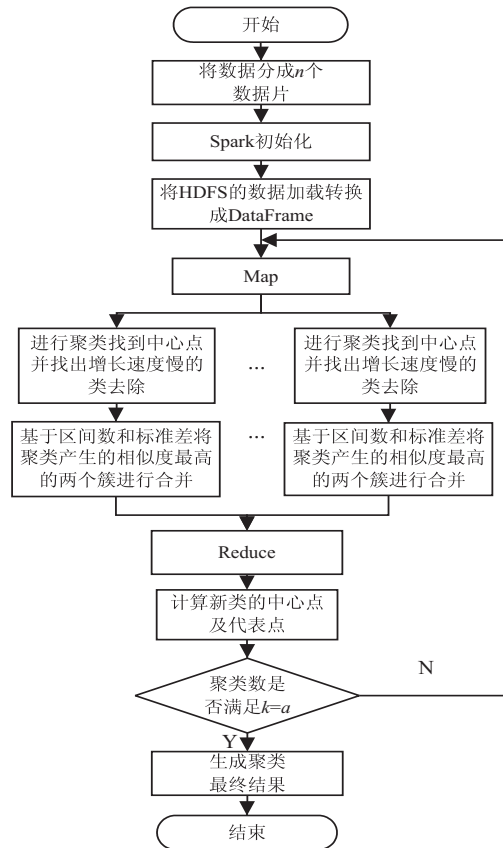 开始
将数据分成n个
数据片
Spark初始化
将HDFS的数据加载转换
成DataFrame
Map
进行聚类找到中心点
并找出增长速度慢的
类去除
...
进行聚类找到中心点
并找出增长速度慢的
类去除
基于区间数和标准差将
聚类产生的相似度最高
的两个簇进行合并
...
基于区间数和标准差将
聚类产生的相似度最高
的两个簇进行合并
Reduce
计算新类的中心点
及代表点
聚类数是
否满足k=a
N
Y
生成聚类
最终结果
结束